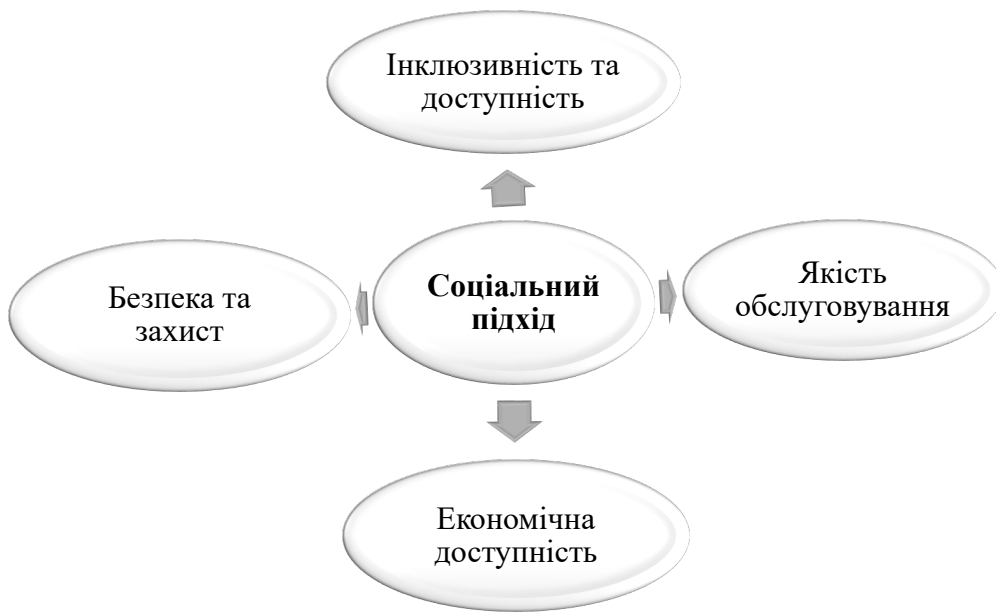 Інклюзивність та
доступність
Безпека та
захист
Соціальний
підхід
Якість
обслуговування
Економічна
доступність